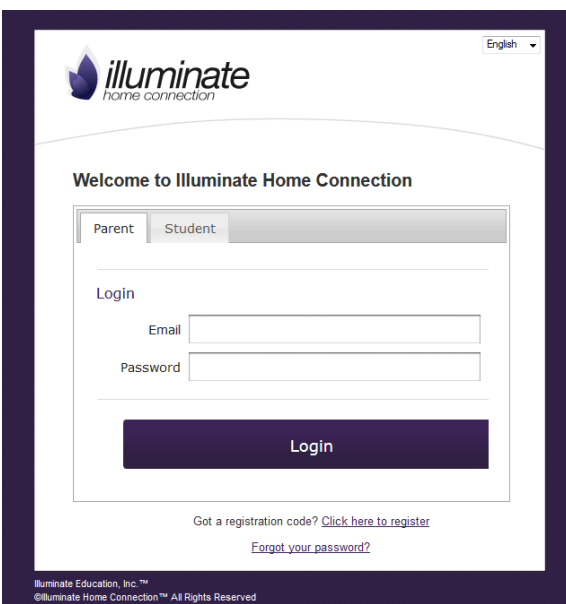 English
illuminate
home connection
Welcome to Illuminate Home Connection
Parent Student
Login
Email
Password
Login
Got a registration code? Click here to register
Forgot your password?
Illuminate Education, Inc.™
©Illuminate Home Connection™ All Rights Reserved